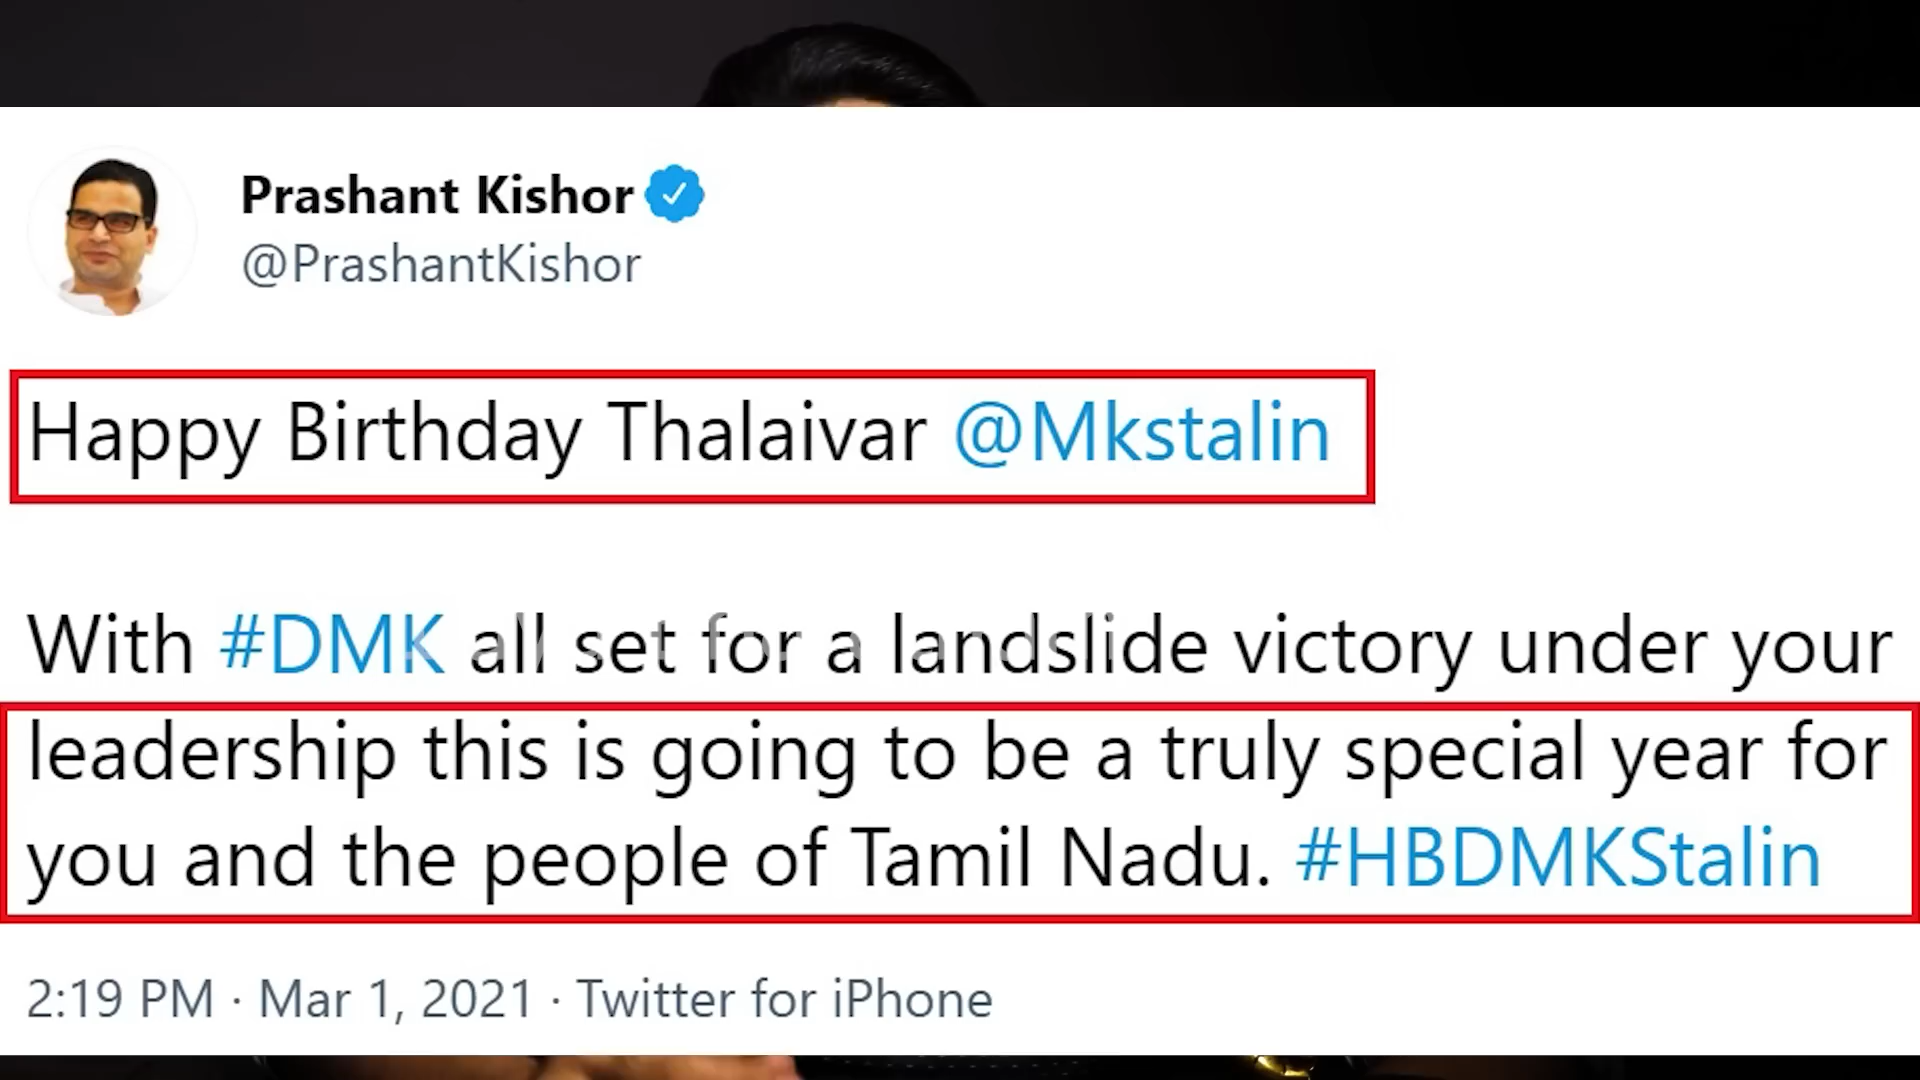 Prashant Kishor
@PrashantKishor
Happy Birthday Thalaivar @Mkstalin
With #DMK all set for a landslide victory under your
leadership this is going to be a truly special year for
you and the people of Tamil Nadu. #HBDMKStalin
2:19 PM · Mar 1, 2021 · Twitter for iPhone